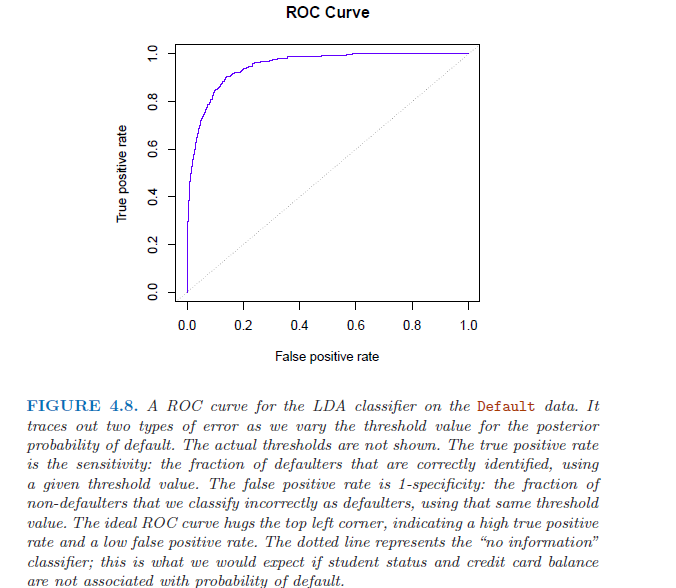 ROC Curve
1.0
0.8
0.6
0.4
0.2
0.0
True positive rate
0.0 0.2 0.4 0.6 0.8 1.0
False positive rate
FIGURE 4.8. A ROC curve for the LDA classifier on the Default data. It
traces out two types of error as we vary the threshold value for the posterior
probability of default. The actual thresholds are not shown. The true positive rate
is the sensitivity: the fraction of defaulters that are correctly identified, using
a given threshold value. The false positive rate is 1-specificity: the fraction of
non-defaulters that we classify incorrectly as defaulters, using that same threshold
value. The ideal ROC curve hugs the top left corner, indicating a high true positive
rate and a low false positive rate. The dotted line represents the “no information”
classifier; this is what we would expect if student status and credit card balance
are not associated with probability of default.